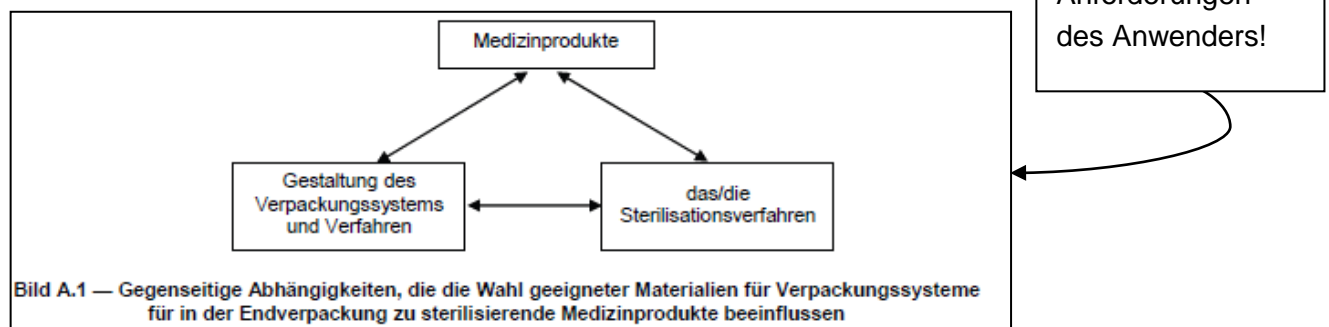 Anforderungen
des Anwenders!
Medizinprodukte
Gestaltung des
Verpackungssystems
und Verfahren
das/die
Sterilisationsverfahren
Bild A.1 — Gegenseitige Abhängigkeiten, die die Wahl geeigneter Materialien für Verpackungssysteme
für in der Endverpackung zu sterilisierende Medizinprodukte beeinflussen